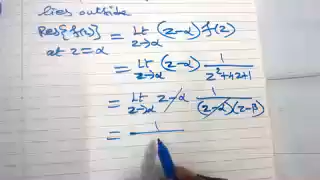 lies outside
Res{f(z)} = Lt z→α (z-α) f(z)
at z=α
= Lt z→α (z-α) 1/z²+4z+1
= Lt z→α z-α 1/(z-α)(z-β)
= 1/